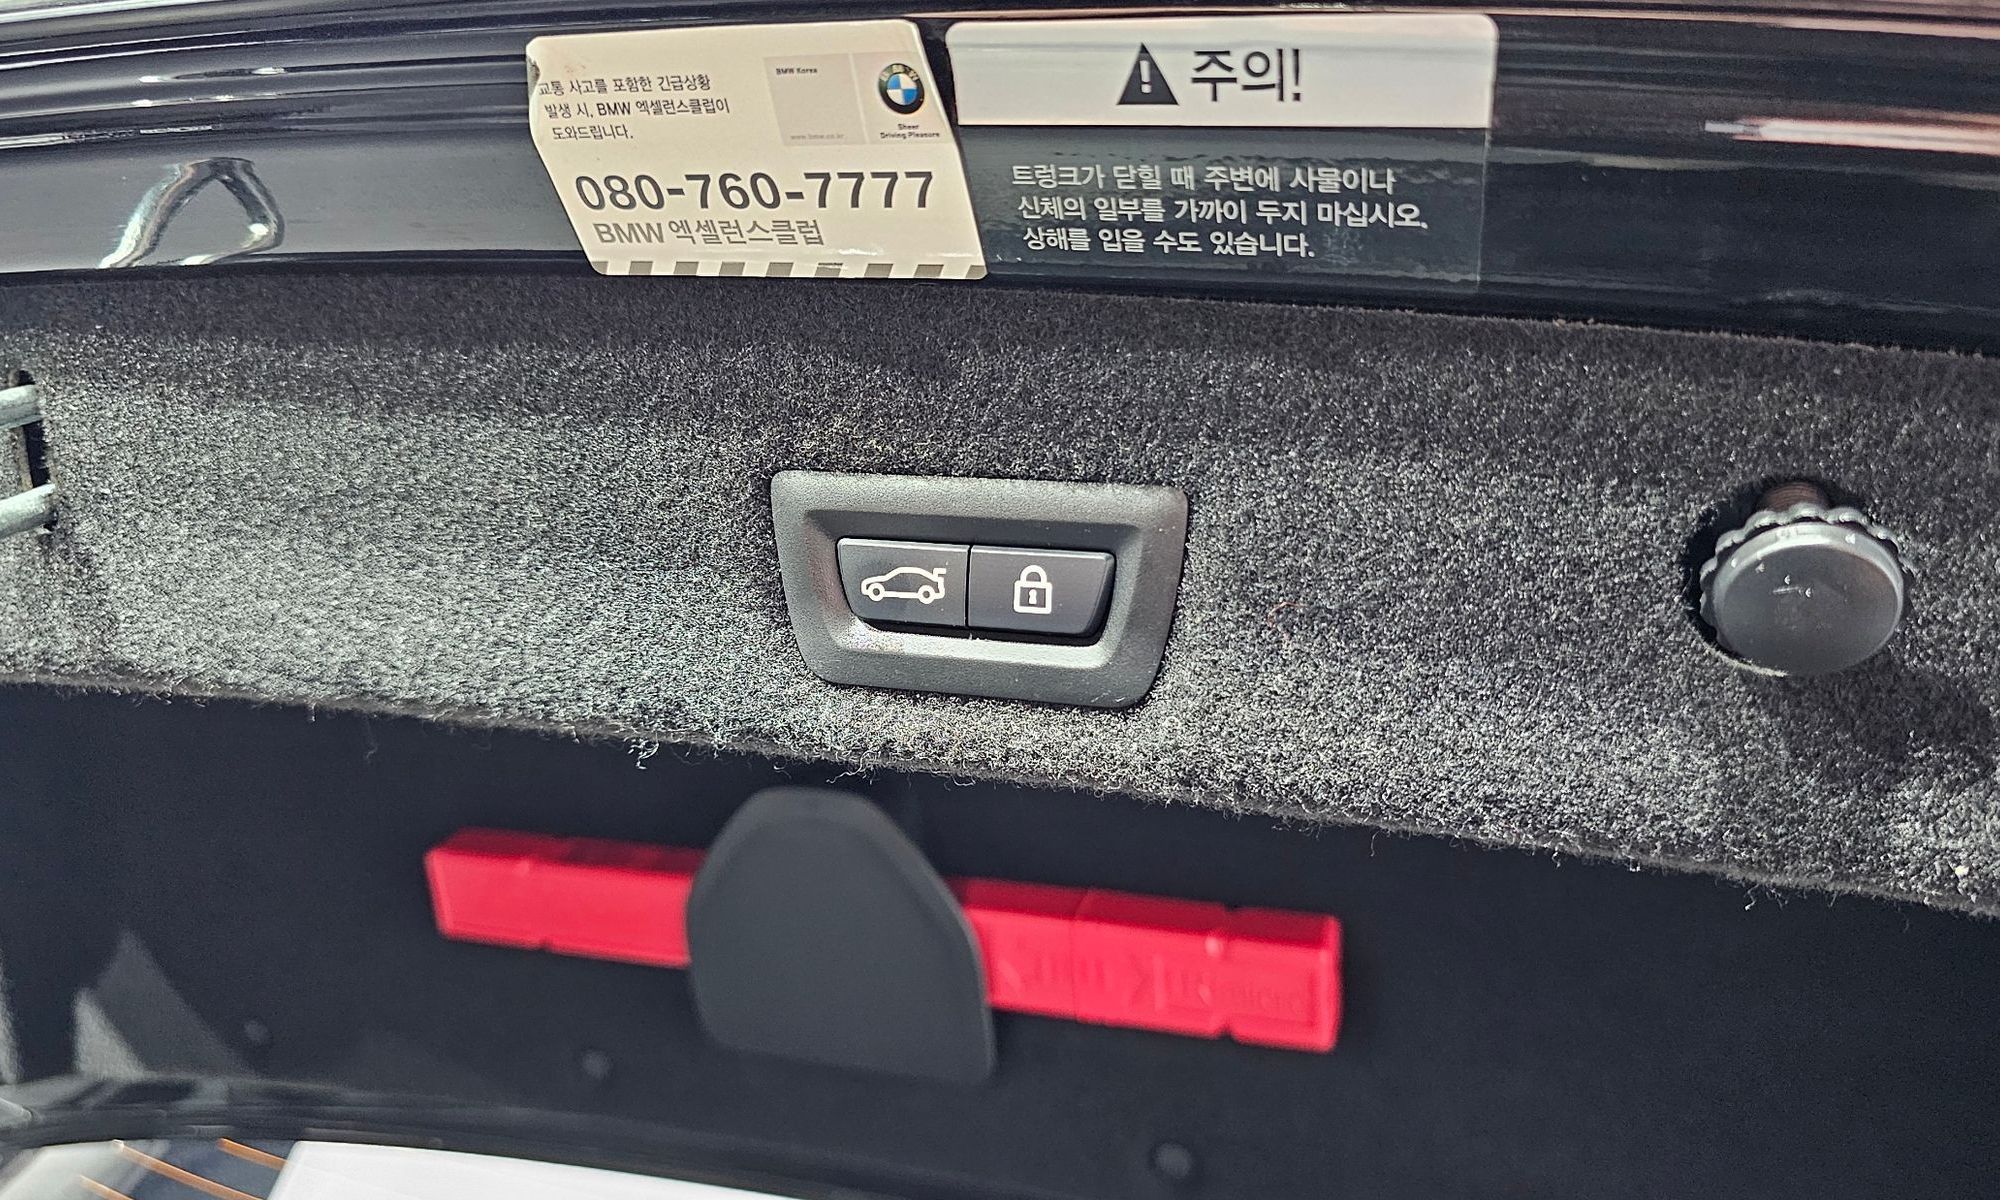 교통 사고를 포함한 긴급상황
발생 시, BMW 엑셀런스클럽이
도와드립니다.
BMW Korea
www.bmw.co.kr
Sheer
Driving Pleasure
080-760-7777
BMW 엑셀런스클럽
주의!
트렁크가 닫힐 때 주변에 사물이나
신체의 일부를 가까이 두지 마십시오.
상해를 입을 수도 있습니다.